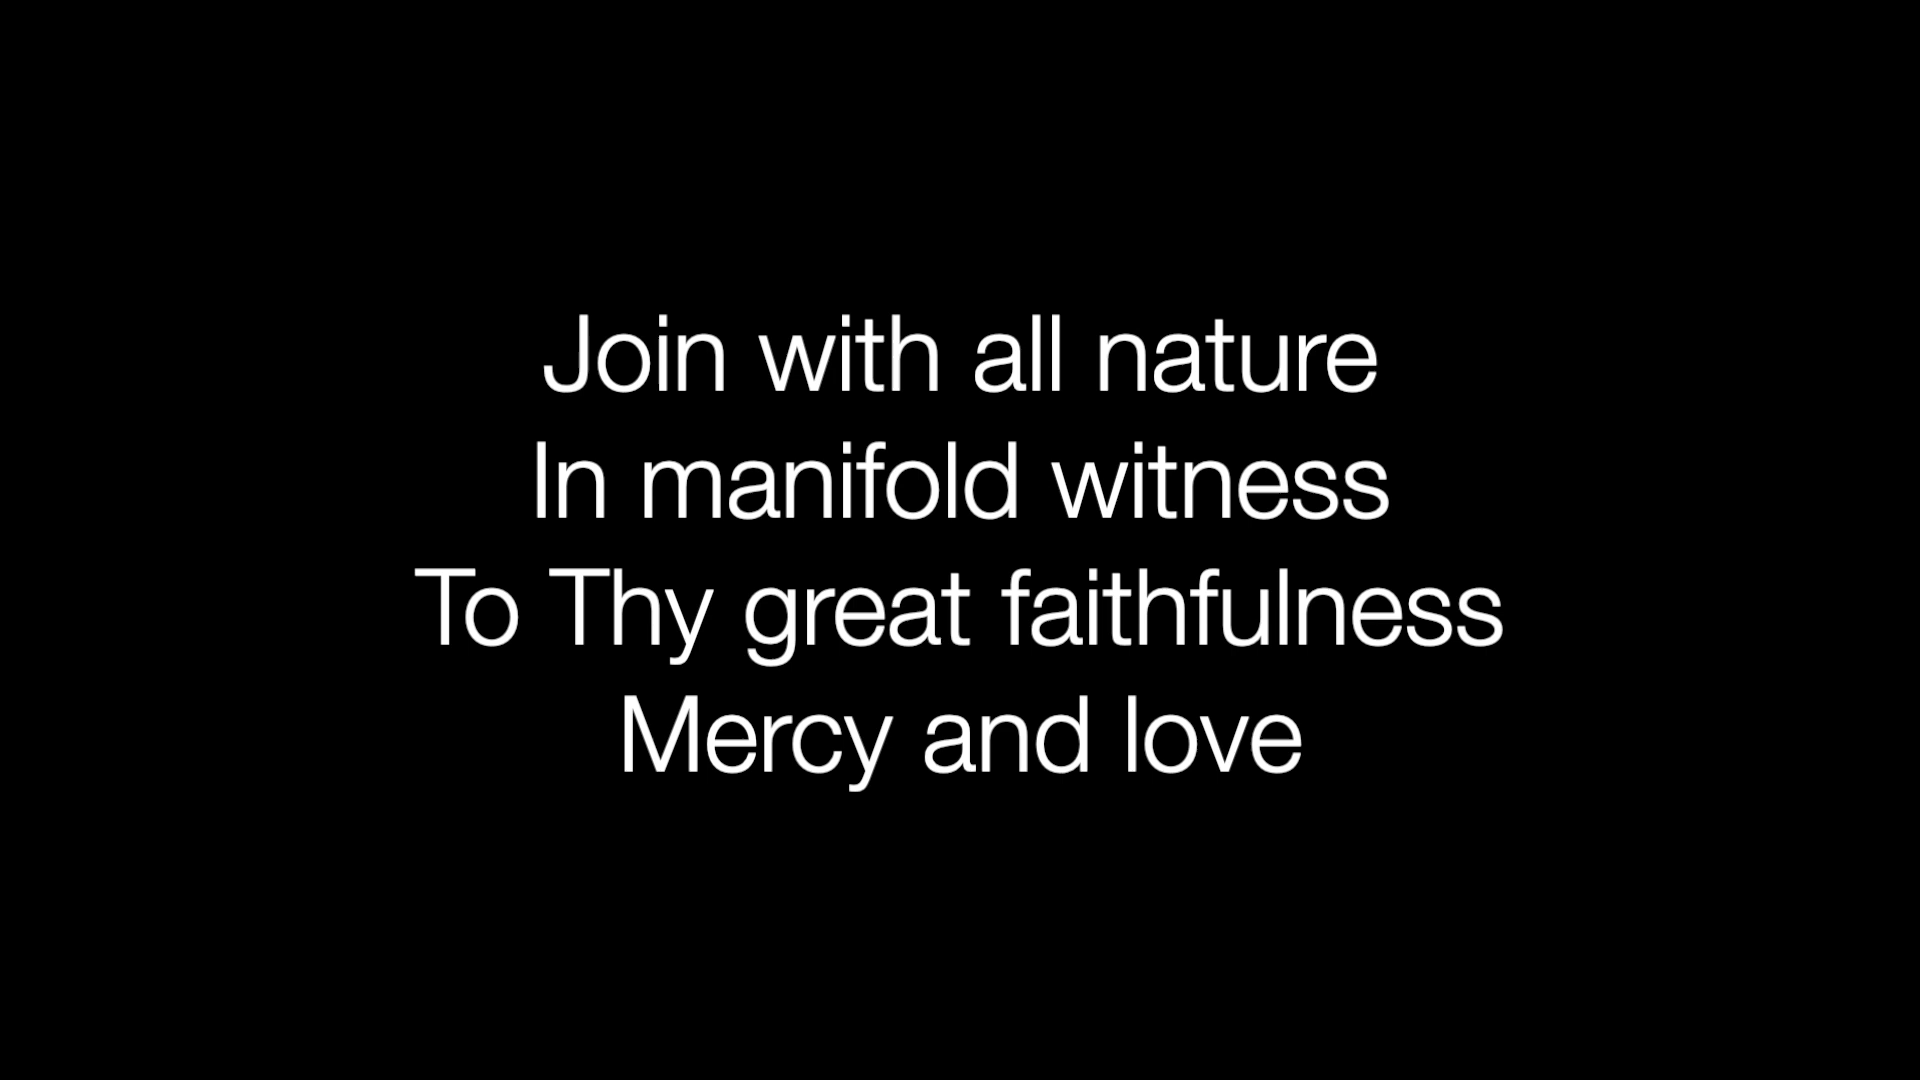 Join with all nature
In manifold witness
To Thy great faithfulness
Mercy and love